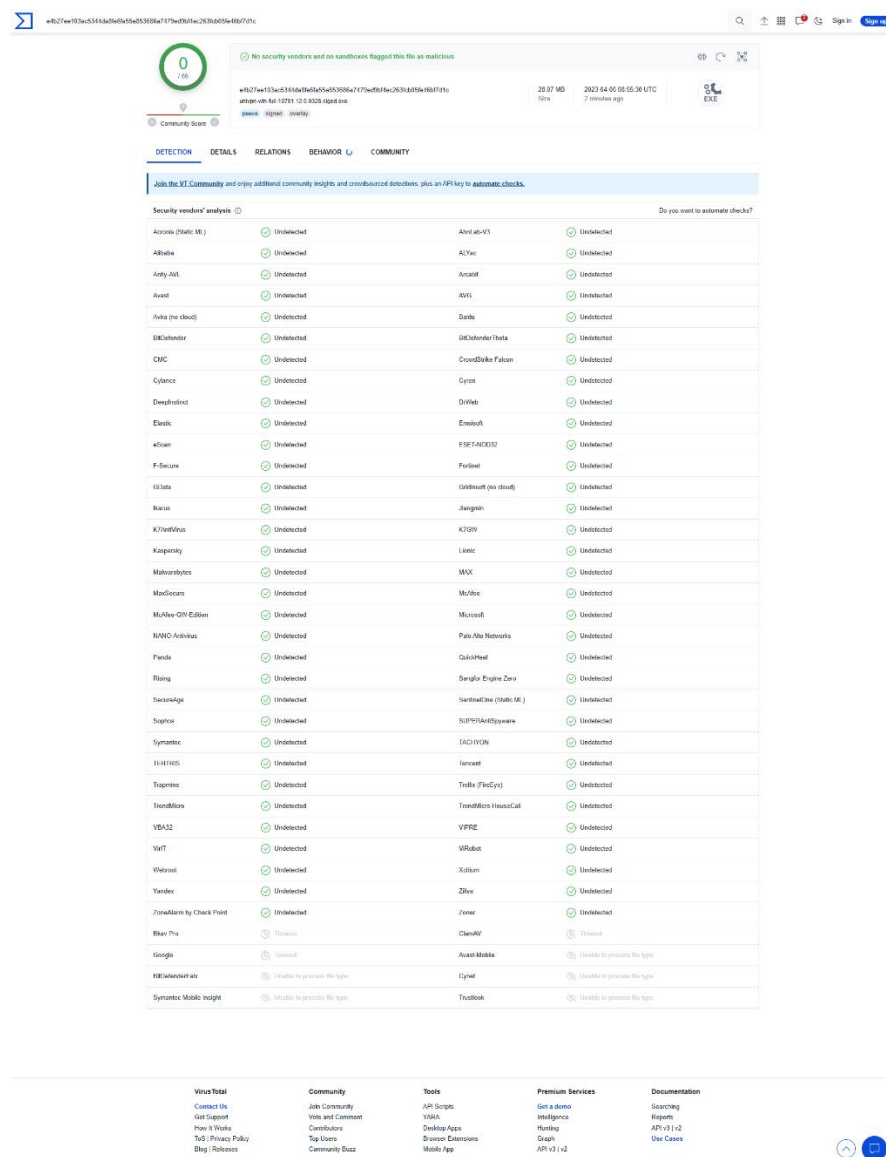 Sign in
Sign up
0
No security vendors and no sandboxes flagged this file as malicious
28.07 MB
Size
2 minutes ago
EXE
peexe signed overlay
Community Score
DETECTION DETAILS RELATIONS BEHAVIOR COMMUNITY
Join the VT Community and enjoy additional community insights and crowdsourced detections, plus an API key to automate checks.
Security vendors' analysis Do you want to automate checks?
Acronis (Static ML) Undetected AhnLab-V3 Undetected
Alibaba Undetected ALYac Undetected
Antiy-AVL Undetected Arcabit Undetected
Avast Undetected AVG Undetected
Avira (no cloud) Undetected Baidu Undetected
BitDefender Undetected BitDefenderTheta Undetected
CMC Undetected CrowdStrike Falcon Undetected
Cylance Undetected Cyren Undetected
DeepInstinct Undetected DrWeb Undetected
Elastic Undetected Emsisoft Undetected
eScan Undetected ESET-NOD32 Undetected
F-Secure Undetected Fortinet Undetected
GData Undetected Gridinsoft (no cloud) Undetected
Ikarus Undetected Jiangmin Undetected
K7AntiVirus Undetected K7GW Undetected
Kaspersky Undetected Lionic Undetected
Malwarebytes Undetected MAX Undetected
MaxSecure Undetected McAfee Undetected
McAfee-GW-Edition Undetected Microsoft Undetected
NANO-Antivirus Undetected Palo Alto Networks Undetected
Panda Undetected QuickHeal Undetected
Rising Undetected Sangfor Engine Zero Undetected
SecureAge Undetected SentinelOne (Static ML) Undetected
Sophos Undetected SUPERAntiSpyware Undetected
Symantec Undetected TACHYON Undetected
TEHTRIS Undetected Tencent Undetected
Trapmine Undetected Trellix (FireEye) Undetected
TrendMicro Undetected TrendMicro-HouseCall Undetected
VBA32 Undetected VIPRE Undetected
VirIT Undetected ViRobot Undetected
Webroot Undetected Xcitium Undetected
Yandex Undetected Zillya Undetected
ZoneAlarm by Check Point Undetected Zoner Undetected
Bkav Pro Timeout ClamAV Timeout
Google Timeout Avast-Mobile Unable to process file type
BitDefenderFalx Unable to process file type Cynet Unable to process file type
Symantec Mobile Insight Unable to process file type Trustlook Unable to process file type
VirusTotal Community Tools Premium Services Documentation
Contact Us Join Community API Scripts Get a demo Searching
Get Support Vote and Comment YARA Intelligence Reports
How It Works Contributors Desktop Apps Hunting API v3 | v2
ToS | Privacy Policy Top Users Browser Extensions Graph Use Cases
Blog | Releases Community Buzz Mobile App API v3 | v2